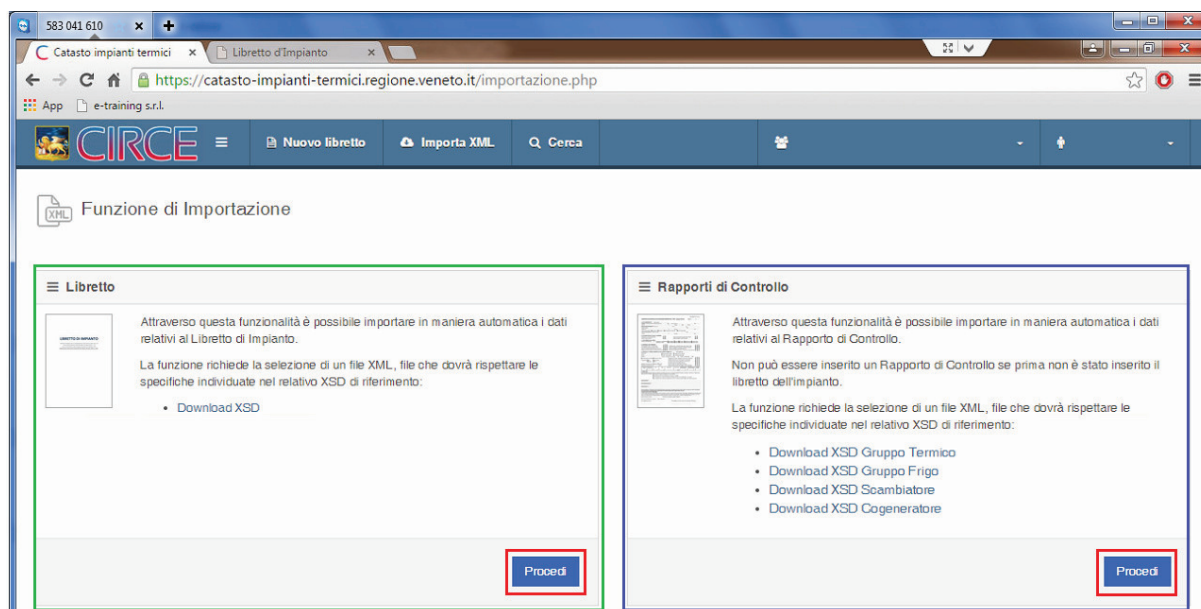 583 041 610
Catasto impianti termici
Libretto d'Impianto
https://catasto-impianti-termici.regione.veneto.it/importazione.php
App
e-training s.r.l.
CIRCE
Nuovo libretto
Importa XML
Cerca
XML
Funzione di Importazione
Libretto
LIBRETTO DI IMPIANTO
Attraverso questa funzionalità è possibile importare in maniera automatica i dati
relativi al Libretto di Impianto.
La funzione richiede la selezione di un file XML, file che dovrà rispettare le
specifiche individuate nel relativo XSD di riferimento:
• Download XSD
Procedi
Rapporti di Controllo
Attraverso questa funzionalità è possibile importare in maniera automatica i dati
relativi al Rapporto di Controllo.
Non può essere inserito un Rapporto di Controllo se prima non è stato inserito il
libretto dell'impianto.
La funzione richiede la selezione di un file XML, file che dovrà rispettare le
specifiche individuate nel relativo XSD di riferimento:
• Download XSD Gruppo Termico
• Download XSD Gruppo Frigo
• Download XSD Scambiatore
• Download XSD Cogeneratore
Procedi